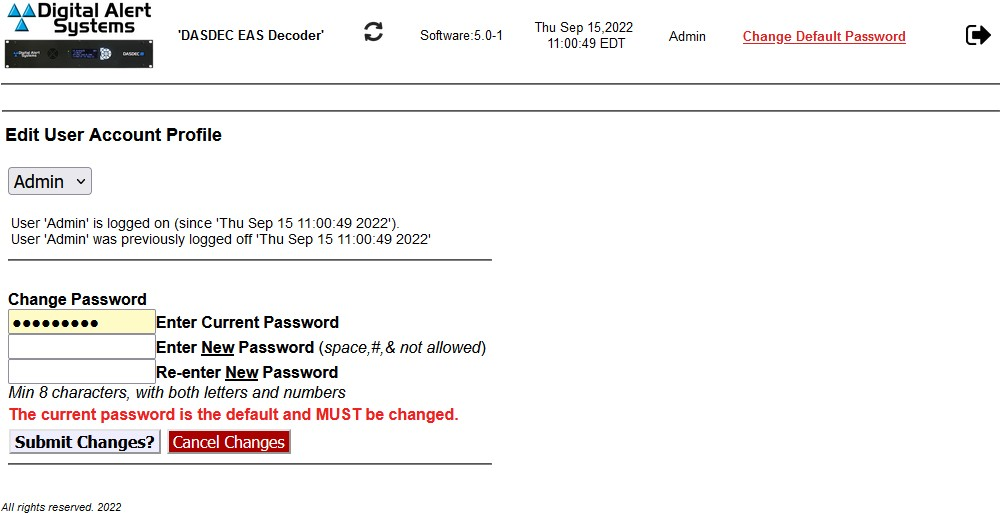 Digital Alert
Systems
Digital Alert
Systems
DASDEC
'DASDEC EAS Decoder'
Software:5.0-1
Thu Sep 15,2022
11:00:49 EDT
Admin
Change Default Password
Edit User Account Profile
Admin
User 'Admin' is logged on (since 'Thu Sep 15 11:00:49 2022').
User 'Admin' was previously logged off 'Thu Sep 15 11:00:49 2022'
Change Password
●●●●●●●●● Enter Current Password
Enter New Password (space,#,& not allowed)
Re-enter New Password
Min 8 characters, with both letters and numbers
The current password is the default and MUST be changed.
Submit Changes? Cancel Changes
All rights reserved. 2022